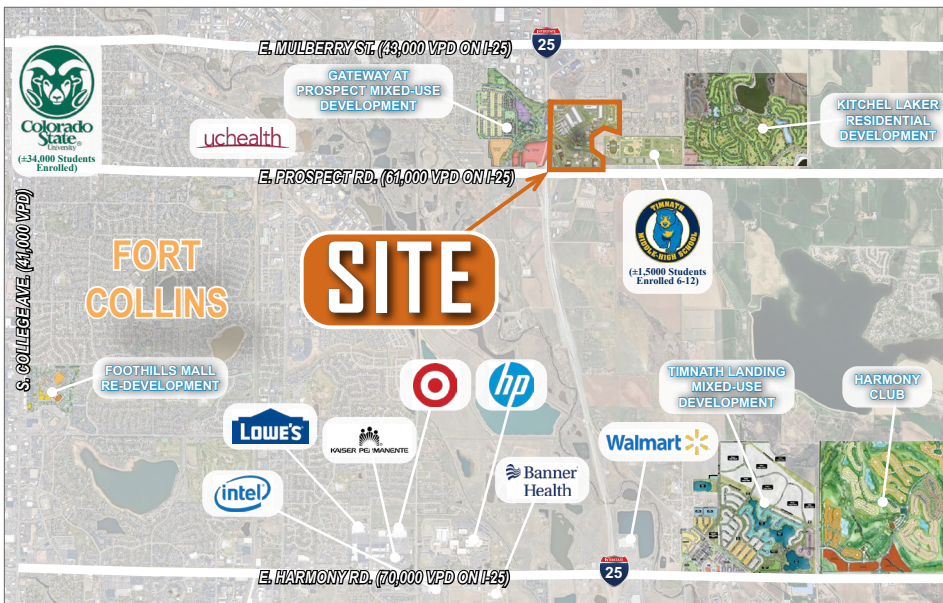 E. MULBERRY ST. (43,000 VPD ON I-25)
INTERSTATE
25
Colorado
State
University
(±34,000 Students
Enrolled)
GATEWAY AT
PROSPECT MIXED-USE
DEVELOPMENT
uchealth
KITCHEL LAKER
RESIDENTIAL
DEVELOPMENT
E. PROSPECT RD. (61,000 VPD ON I-25)
S. COLLEGE AVE. (41,000 VPD)
FORT
COLLINS
SITE
TIMNATH
MIDDLE-HIGH SCHOOL
(±1,5000 Students
Enrolled 6-12)
FOOTHILLS MALL
RE-DEVELOPMENT
hp
TIMNATH LANDING
MIXED-USE
DEVELOPMENT
HARMONY
CLUB
LOWE'S
KAISER PERMANENTE
Walmart
intel
Banner
Health
E. HARMONY RD. (70,000 VPD ON I-25)
INTERSTATE
25